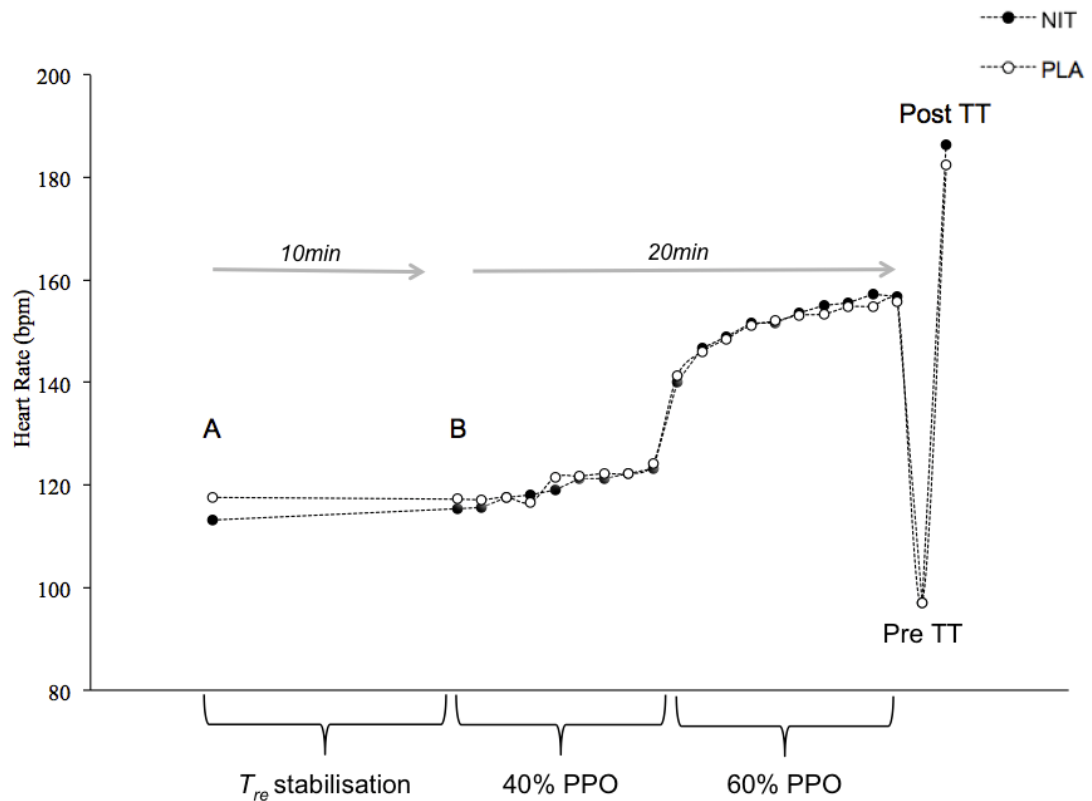 NIT
PLA
200
Post TT
180
10min
20min
160
Heart Rate (bpm)
140
A
B
120
100
Pre TT
80
Tre stabilisation
40% PPO
60% PPO